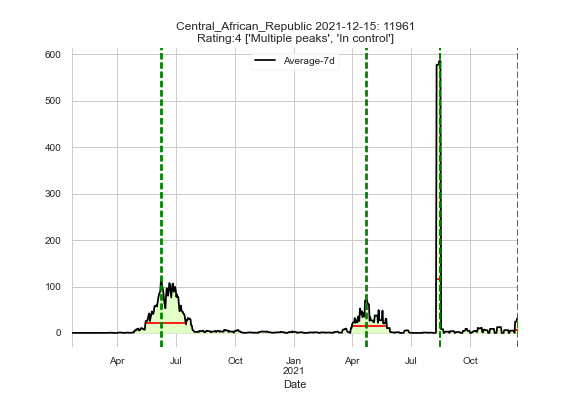 Central_African_Republic 2021-12-15: 11961
Rating:4 ['Multiple peaks', 'In control']
Average-7d
600
500
400
300
200
100
0
Apr Jul Oct Jan Apr Jul Oct
2021
Date